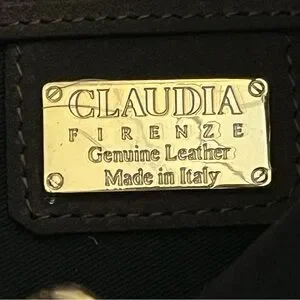 CLAUDIA
FIRENZE
Genuine Leather
Made in Italy